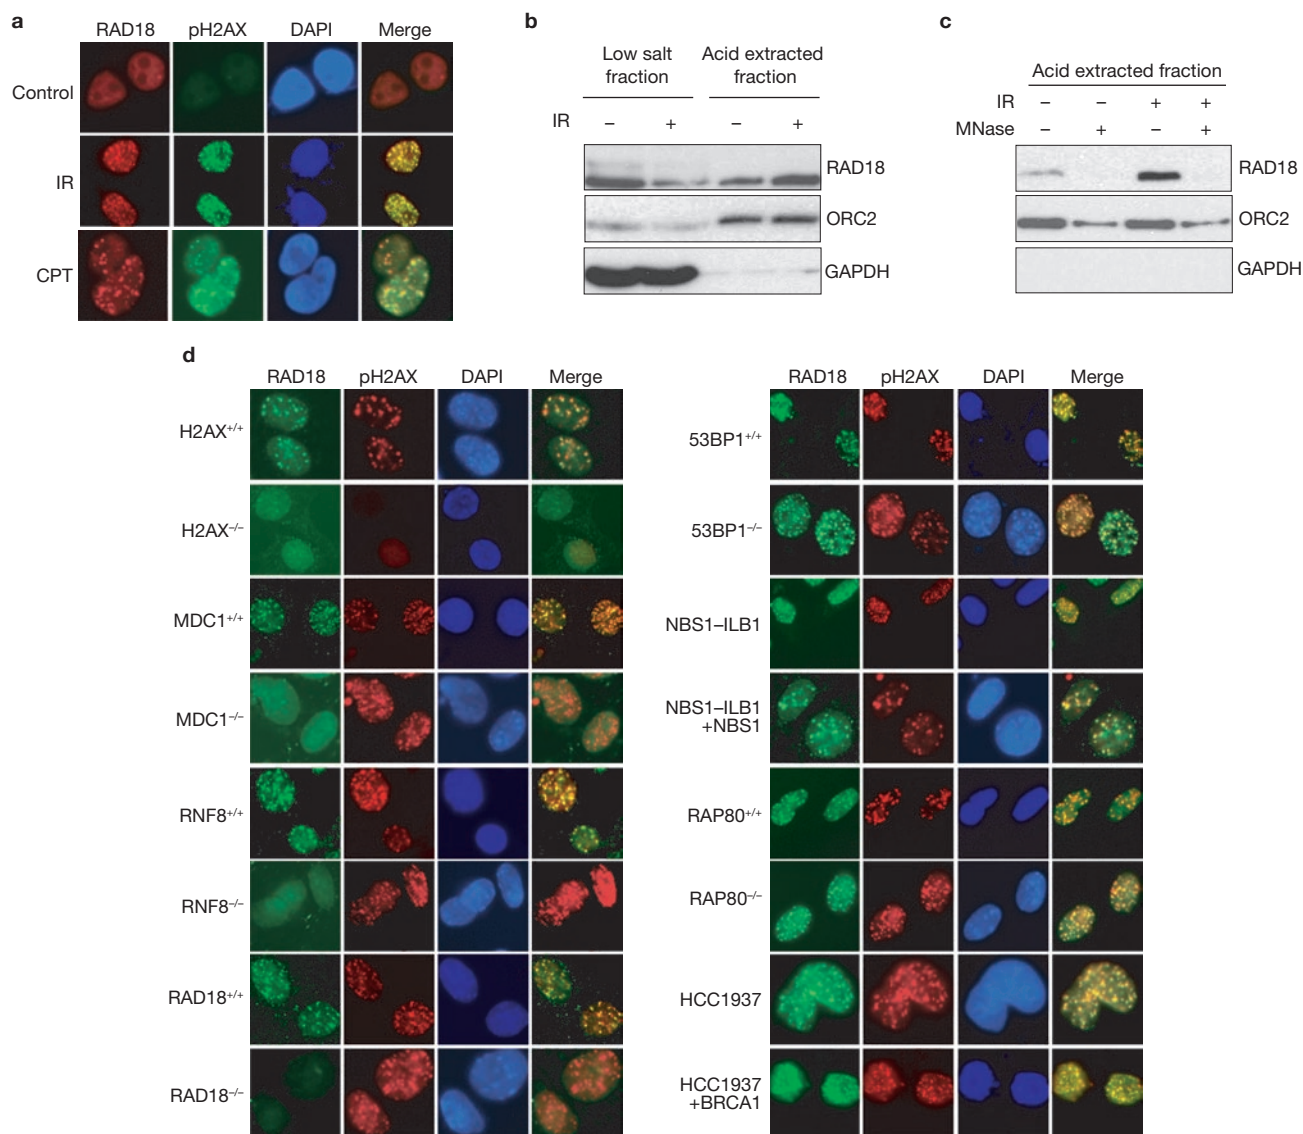 a
RAD18 pH2AX DAPI Merge
Control
IR
CPT
b
Low salt fraction
Acid extracted fraction
IR – + – +
RAD18
ORC2
GAPDH
c
Acid extracted fraction
IR – – + +
MNase – + – +
RAD18
ORC2
GAPDH
d
RAD18 pH2AX DAPI Merge
H2AX+/+
H2AX–/–
MDC1+/+
MDC1–/–
RNF8+/+
RNF8–/–
RAD18+/+
RAD18–/–
RAD18 pH2AX DAPI Merge
53BP1+/+
53BP1–/–
NBS1–ILB1
NBS1–ILB1
+NBS1
RAP80+/+
RAP80–/–
HCC1937
HCC1937
+BRCA1